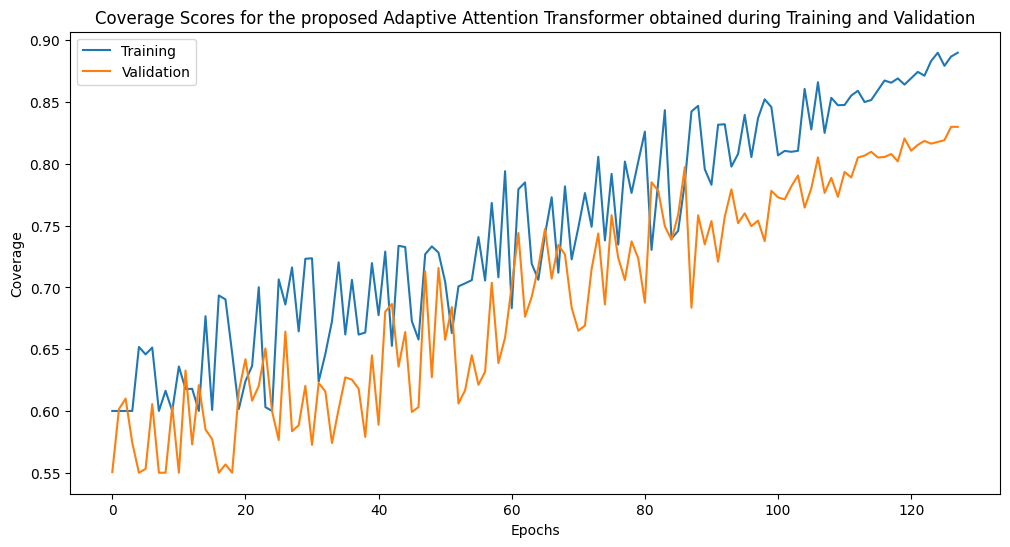 Coverage Scores for the proposed Adaptive Attention Transformer obtained during Training and Validation
Training
Validation
Coverage
0.90
0.85
0.80
0.75
0.70
0.65
0.60
0.55
0 20 40 60 80 100 120
Epochs